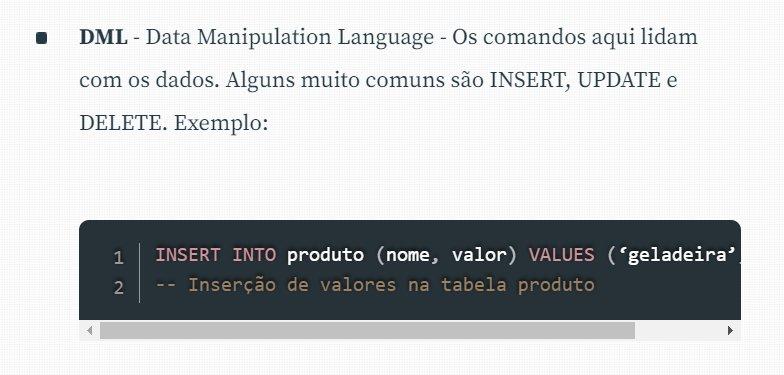 DML - Data Manipulation Language - Os comandos aqui lidam
com os dados. Alguns muito comuns são INSERT, UPDATE e
DELETE. Exemplo:
1 INSERT INTO produto (nome, valor) VALUES (‘geladeira’,
2 -- Inserção de valores na tabela produto